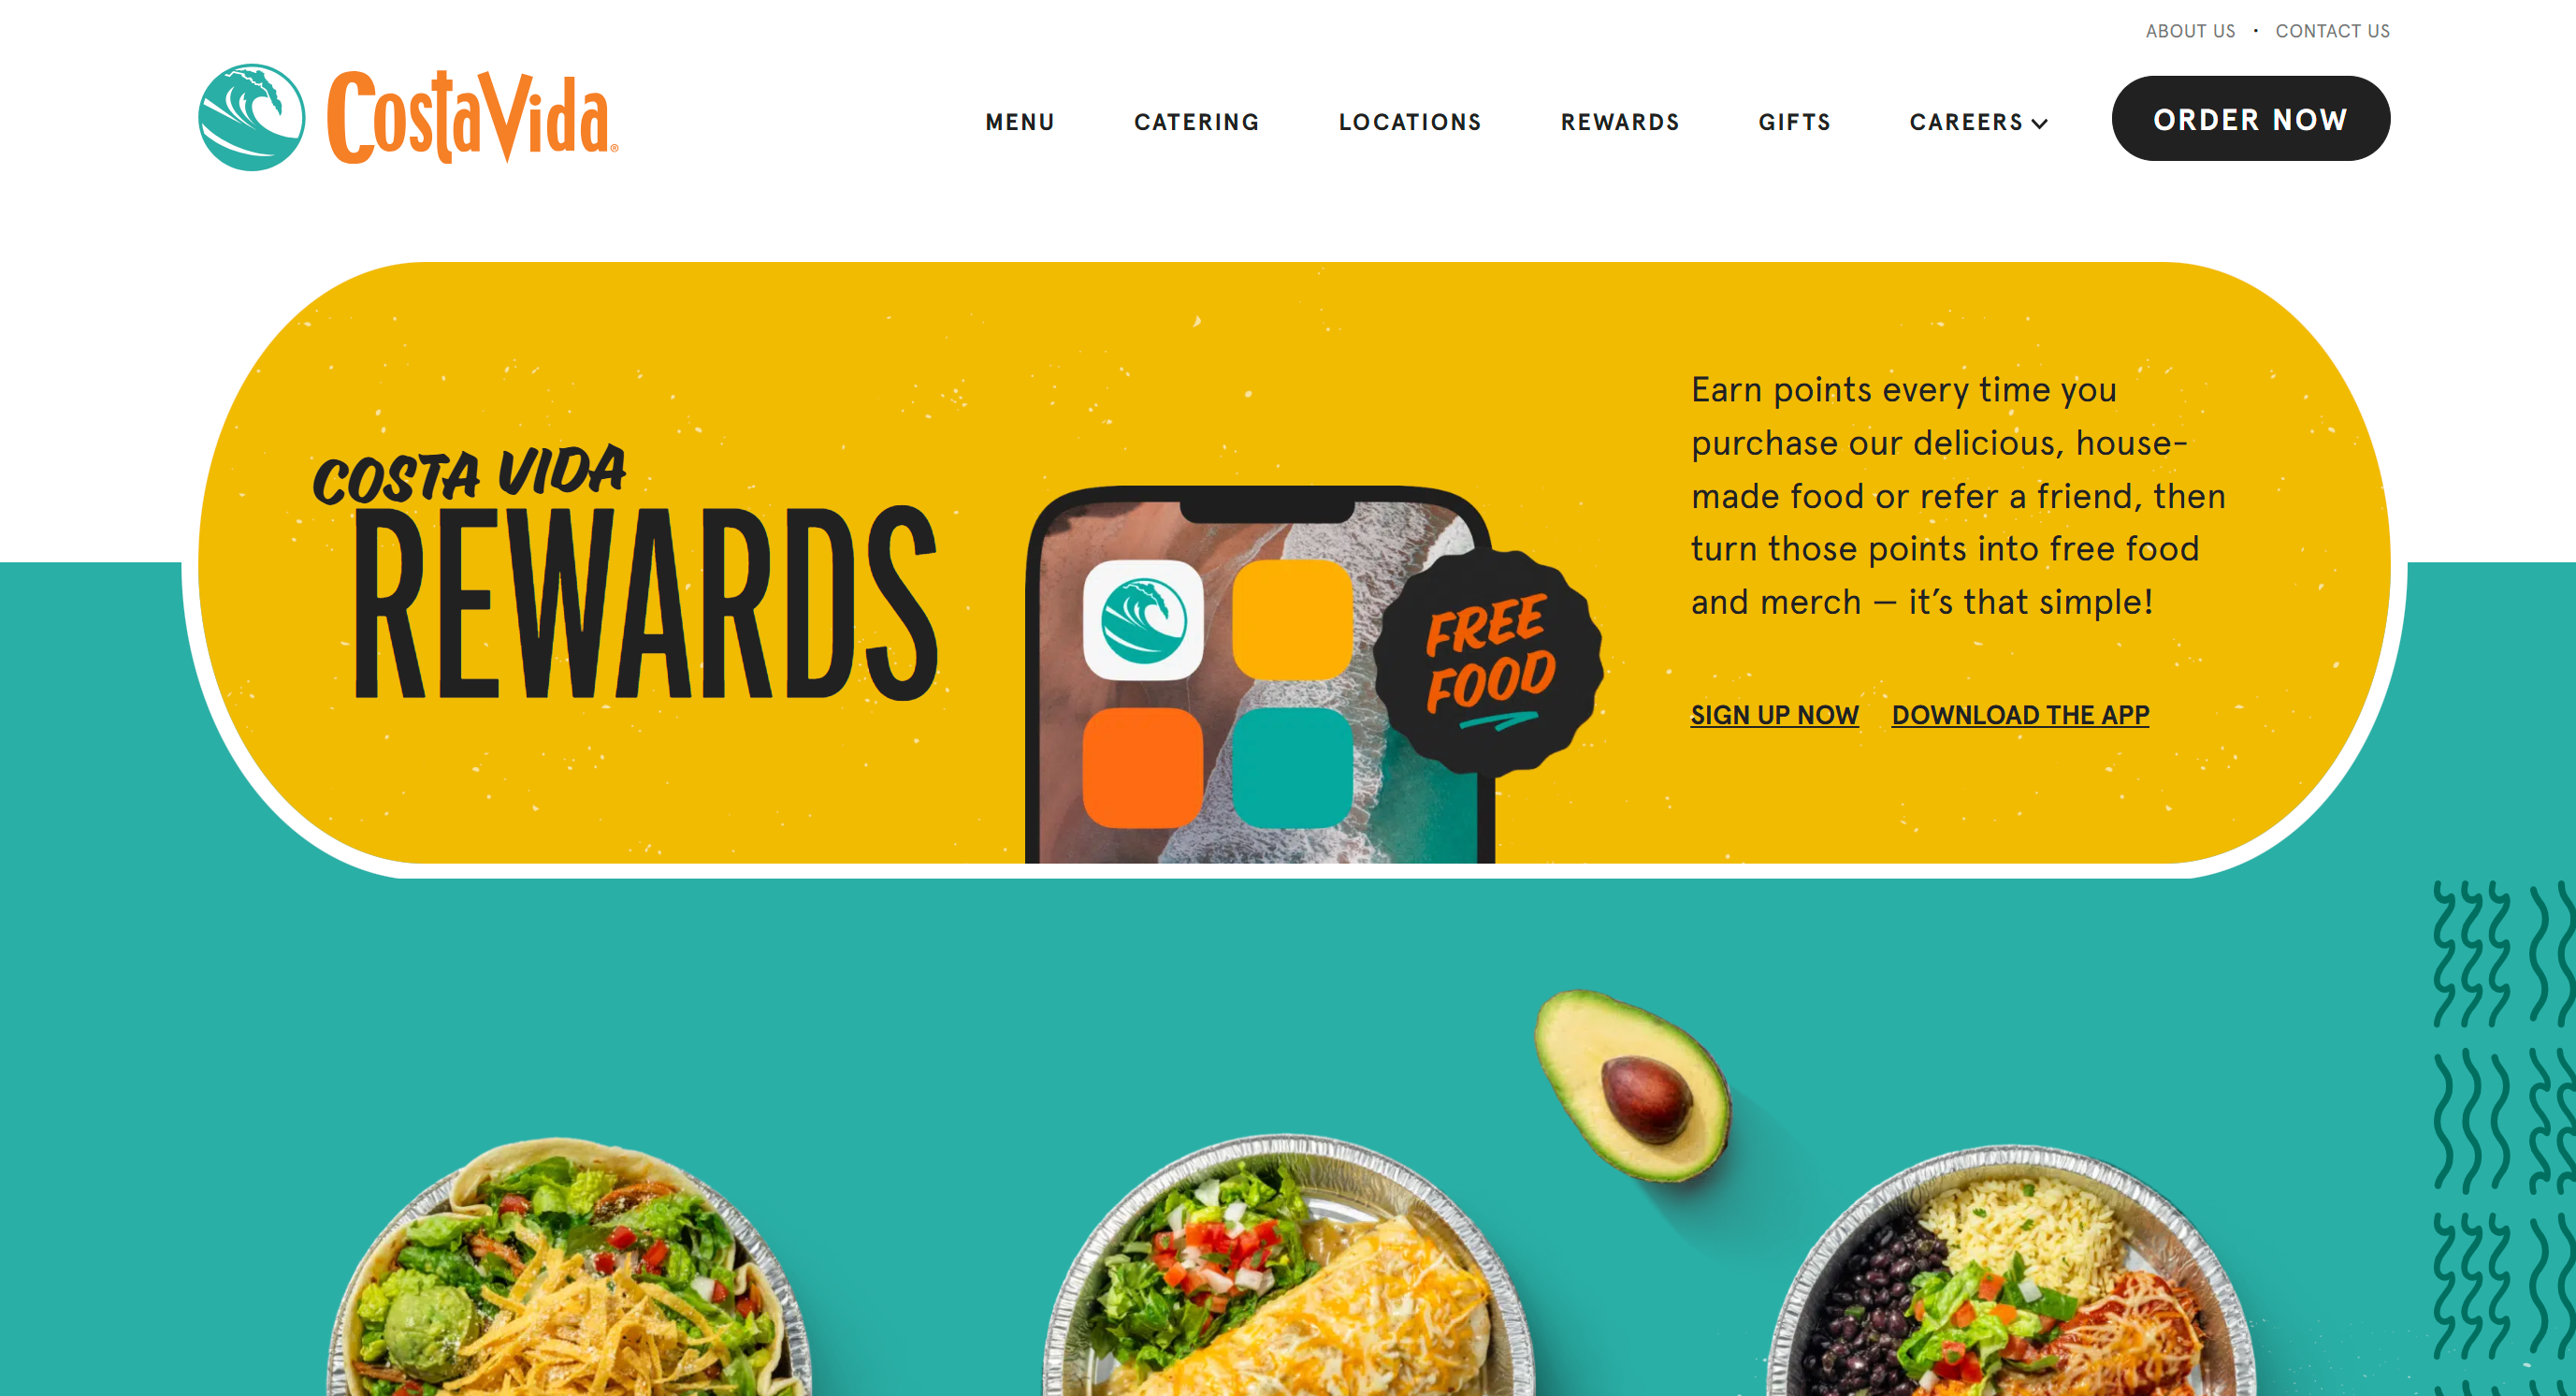 ABOUT US • CONTACT US
CostaVida®
MENU CATERING LOCATIONS REWARDS GIFTS CAREERS ORDER NOW
COSTA VIDA
REWARDS
FREE
FOOD
Earn points every time you
purchase our delicious, house-
made food or refer a friend, then
turn those points into free food
and merch — it’s that simple!
SIGN UP NOW DOWNLOAD THE APP